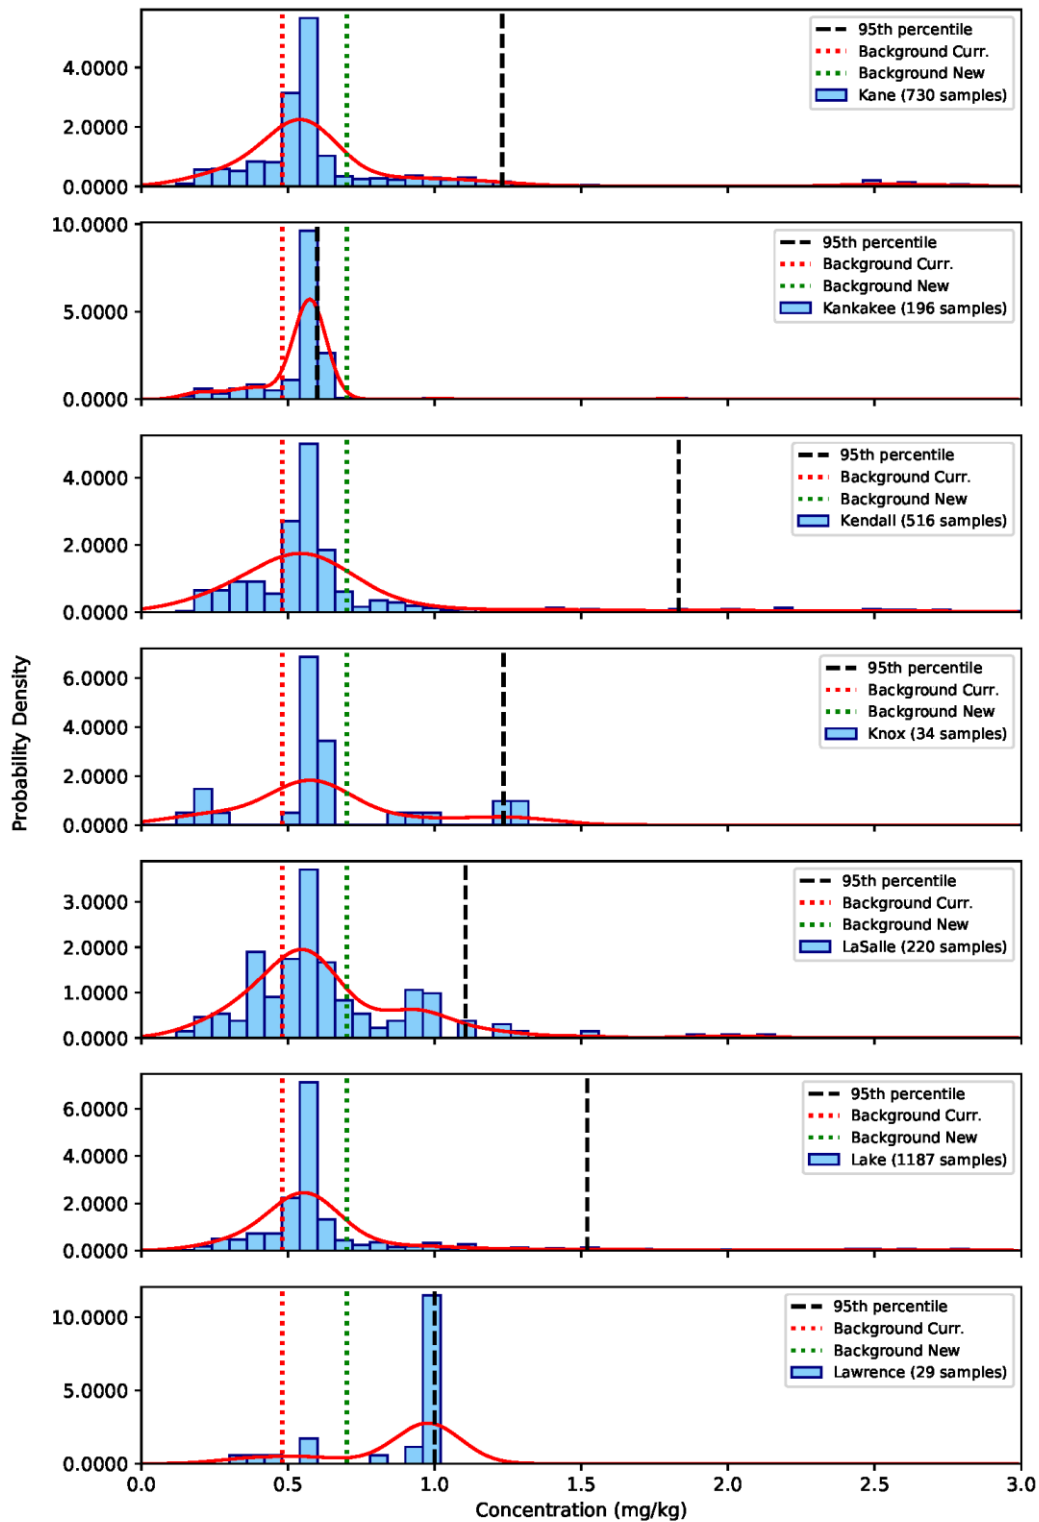 4.0000
2.0000
0.0000
95th percentile
Background Curr.
Background New
Kane (730 samples)
10.0000
5.0000
0.0000
95th percentile
Background Curr.
Background New
Kankakee (196 samples)
4.0000
2.0000
0.0000
95th percentile
Background Curr.
Background New
Kendall (516 samples)
Probability Density
6.0000
4.0000
2.0000
0.0000
95th percentile
Background Curr.
Background New
Knox (34 samples)
3.0000
2.0000
1.0000
0.0000
95th percentile
Background Curr.
Background New
LaSalle (220 samples)
6.0000
4.0000
2.0000
0.0000
95th percentile
Background Curr.
Background New
Lake (1187 samples)
10.0000
5.0000
0.0000
95th percentile
Background Curr.
Background New
Lawrence (29 samples)
0.0 0.5 1.0 1.5 2.0 2.5 3.0
Concentration (mg/kg)